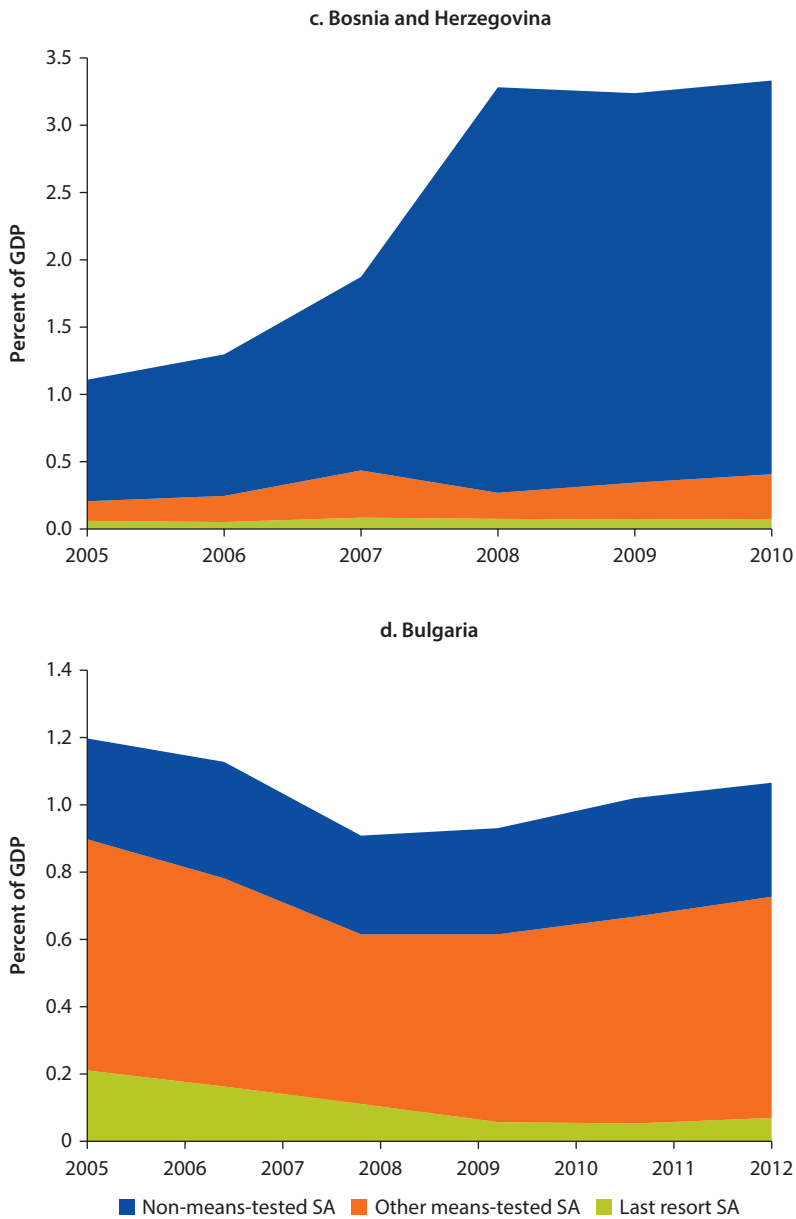 c. Bosnia and Herzegovina
3.5
3.0
2.5
2.0
1.5
1.0
0.5
0.0
Percent of GDP
2005 2006 2007 2008 2009 2010
d. Bulgaria
1.4
1.2
1.0
0.8
0.6
0.4
0.2
0
Percent of GDP
2005 2006 2007 2008 2009 2010 2011 2012
Non-means-tested SA Other means-tested SA Last resort SA